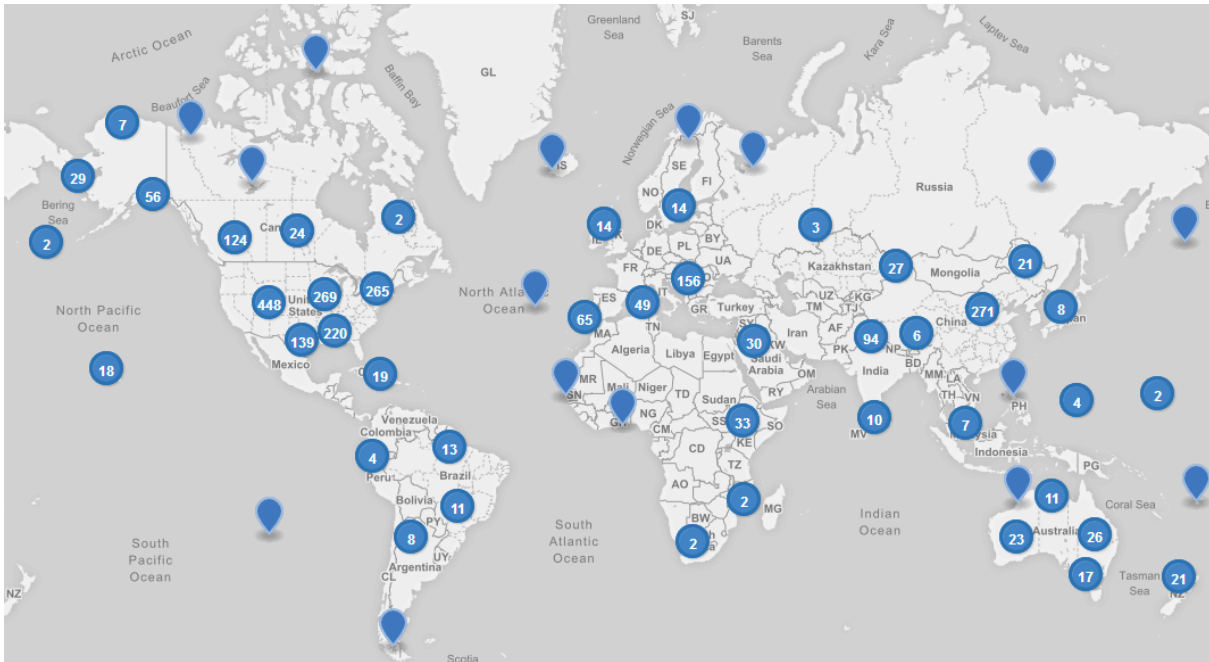 Greenland
Sea
SJ
Laptev Sea
Kara Sea
Barents
Sea
Arctic Ocean
GL
Baffin Bay
Beaufort Sea
7
Norwegian Sea
29
56
Bering
Sea
2
SE
FI
NO
Russia
14
14
3
2
124
24
2
DK
BY
PL
DE
UA
FR
Kazakhstan
27
Mongolia
21
156
265
269
448
United
States
North Pacific
Ocean
ES
49
IT
65
GR
Turkey
UZ
KG
TM
TJ
China
271
8
220
139
MA
TN
SY
30
Iran
AF
PK
94
NP
6
BD
Mexico
18
19
Algeria
Libya
Egypt
Saudi
Arabia
OM
India
MM
LA
TH
VN
PH
4
2
MR
Mali
Niger
TD
Sudan
RY
Arabian
Sea
SN
NG
CM
SS
33
SO
KE
10
MV
7
Venezuela
Colombia
4
13
Peru
Brazil
CD
TZ
Indonesia
PG
Bolivia
11
AO
2
MG
Indian
Ocean
11
Coral Sea
8
PY
BW
2
23
Australia
26
South
Pacific
Ocean
South
Atlantic
Ocean
UY
Argentina
CL
17
Tasman
Sea
21
NZ
NZ
Scotia